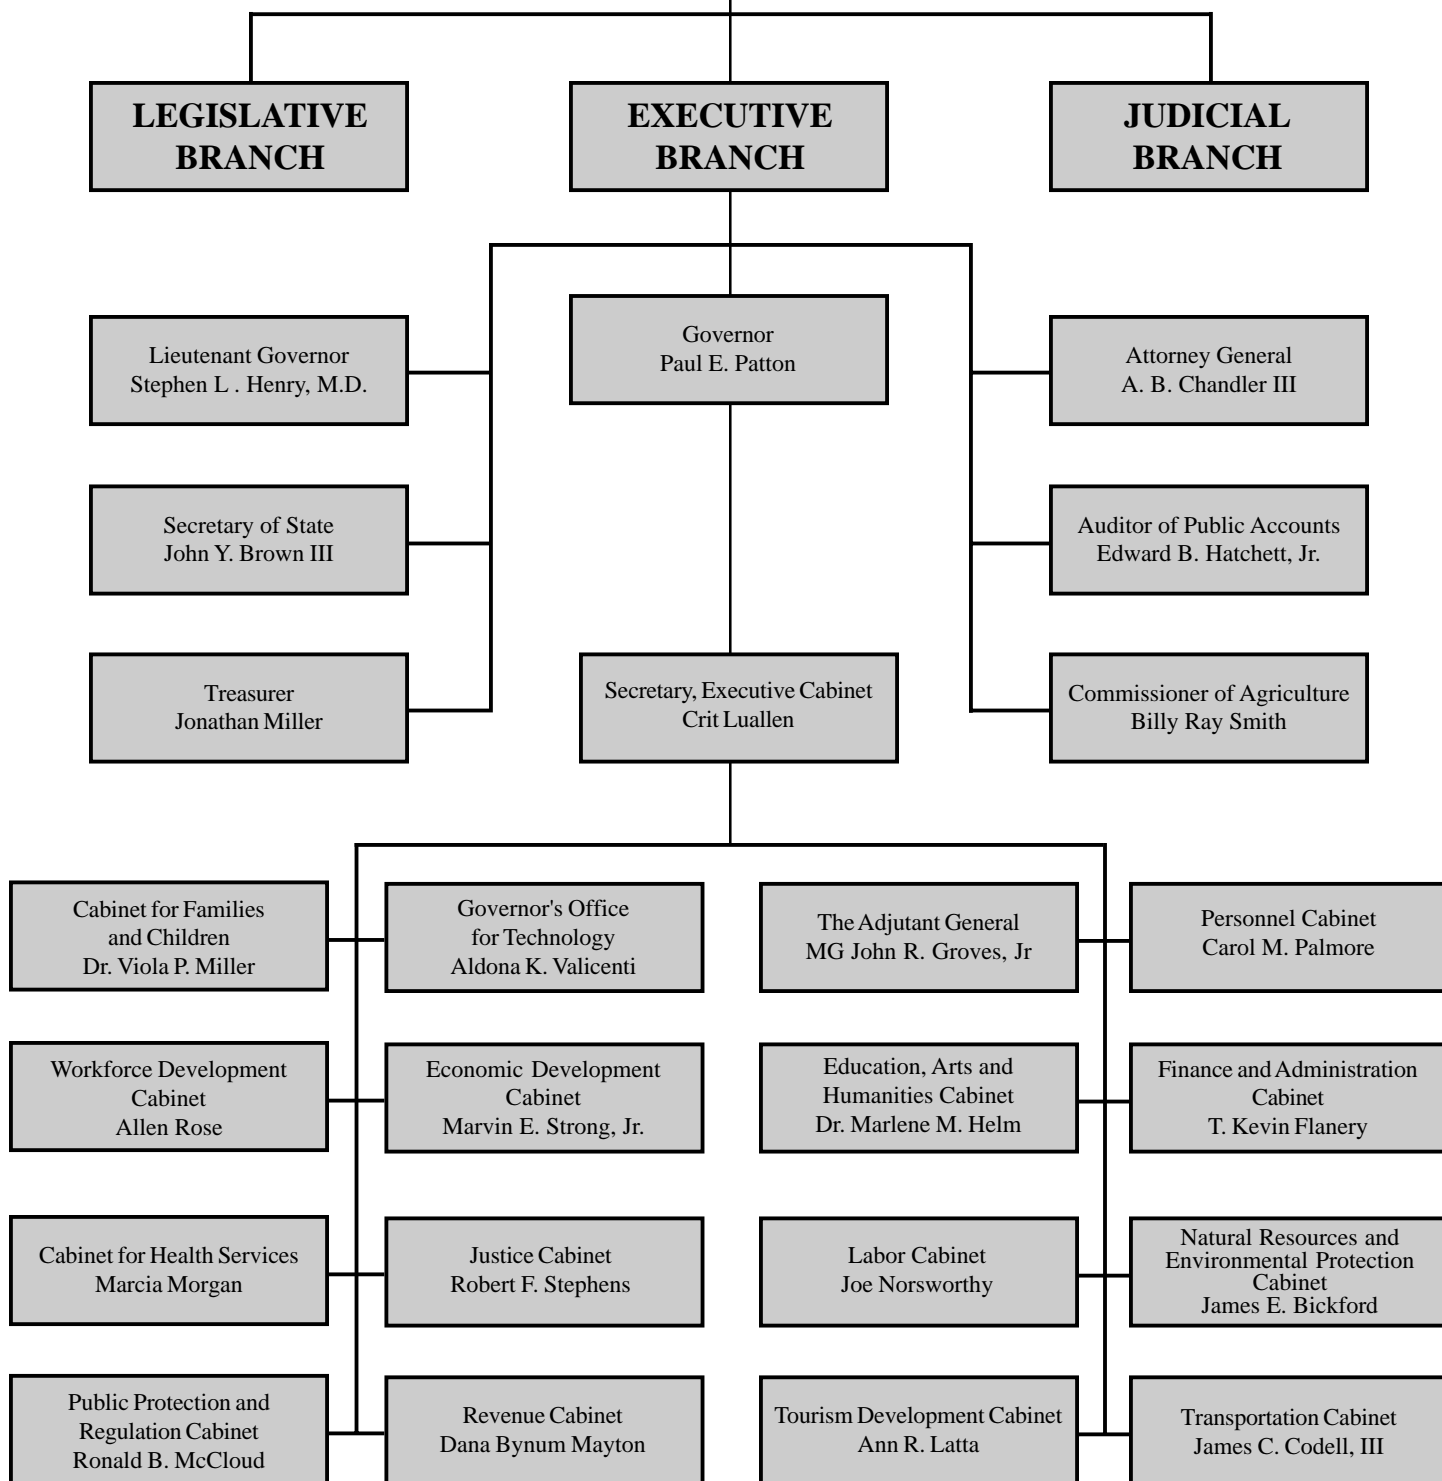 LEGISLATIVE
BRANCH
EXECUTIVE
BRANCH
JUDICIAL
BRANCH
Governor
Paul E. Patton
Lieutenant Governor
Stephen L . Henry, M.D.
Attorney General
A. B. Chandler III
Secretary of State
John Y. Brown III
Auditor of Public Accounts
Edward B. Hatchett, Jr.
Treasurer
Jonathan Miller
Secretary, Executive Cabinet
Crit Luallen
Commissioner of Agriculture
Billy Ray Smith
Cabinet for Families
and Children
Dr. Viola P. Miller
Governor's Office
for Technology
Aldona K. Valicenti
The Adjutant General
MG John R. Groves, Jr
Personnel Cabinet
Carol M. Palmore
Workforce Development
Cabinet
Allen Rose
Economic Development
Cabinet
Marvin E. Strong, Jr.
Education, Arts and
Humanities Cabinet
Dr. Marlene M. Helm
Finance and Administration
Cabinet
T. Kevin Flanery
Cabinet for Health Services
Marcia Morgan
Justice Cabinet
Robert F. Stephens
Labor Cabinet
Joe Norsworthy
Natural Resources and
Environmental Protection
Cabinet
James E. Bickford
Public Protection and
Regulation Cabinet
Ronald B. McCloud
Revenue Cabinet
Dana Bynum Mayton
Tourism Development Cabinet
Ann R. Latta
Transportation Cabinet
James C. Codell, III